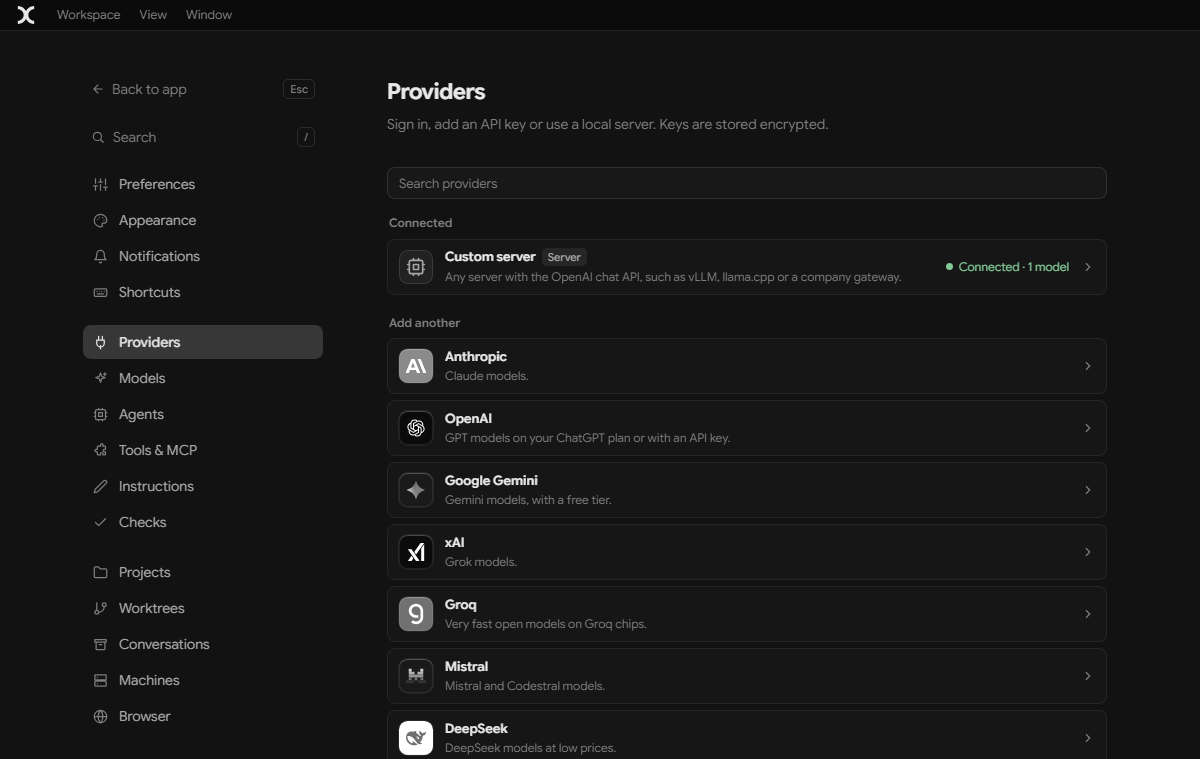 Workspace View Window
Back to app Esc
Search /
Preferences
Appearance
Notifications
Shortcuts
Providers
Models
Agents
Tools & MCP
Instructions
Checks
Projects
Worktrees
Conversations
Machines
Browser
Providers
Sign in, add an API key or use a local server. Keys are stored encrypted.
Search providers
Connected
Custom server Server
Any server with the OpenAI chat API, such as vLLM, llama.cpp or a company gateway.
Connected · 1 model
Add another
Anthropic
Claude models.
OpenAI
GPT models on your ChatGPT plan or with an API key.
Google Gemini
Gemini models, with a free tier.
xAI
Grok models.
Groq
Very fast open models on Groq chips.
Mistral
Mistral and Codestral models.
DeepSeek
DeepSeek models at low prices.